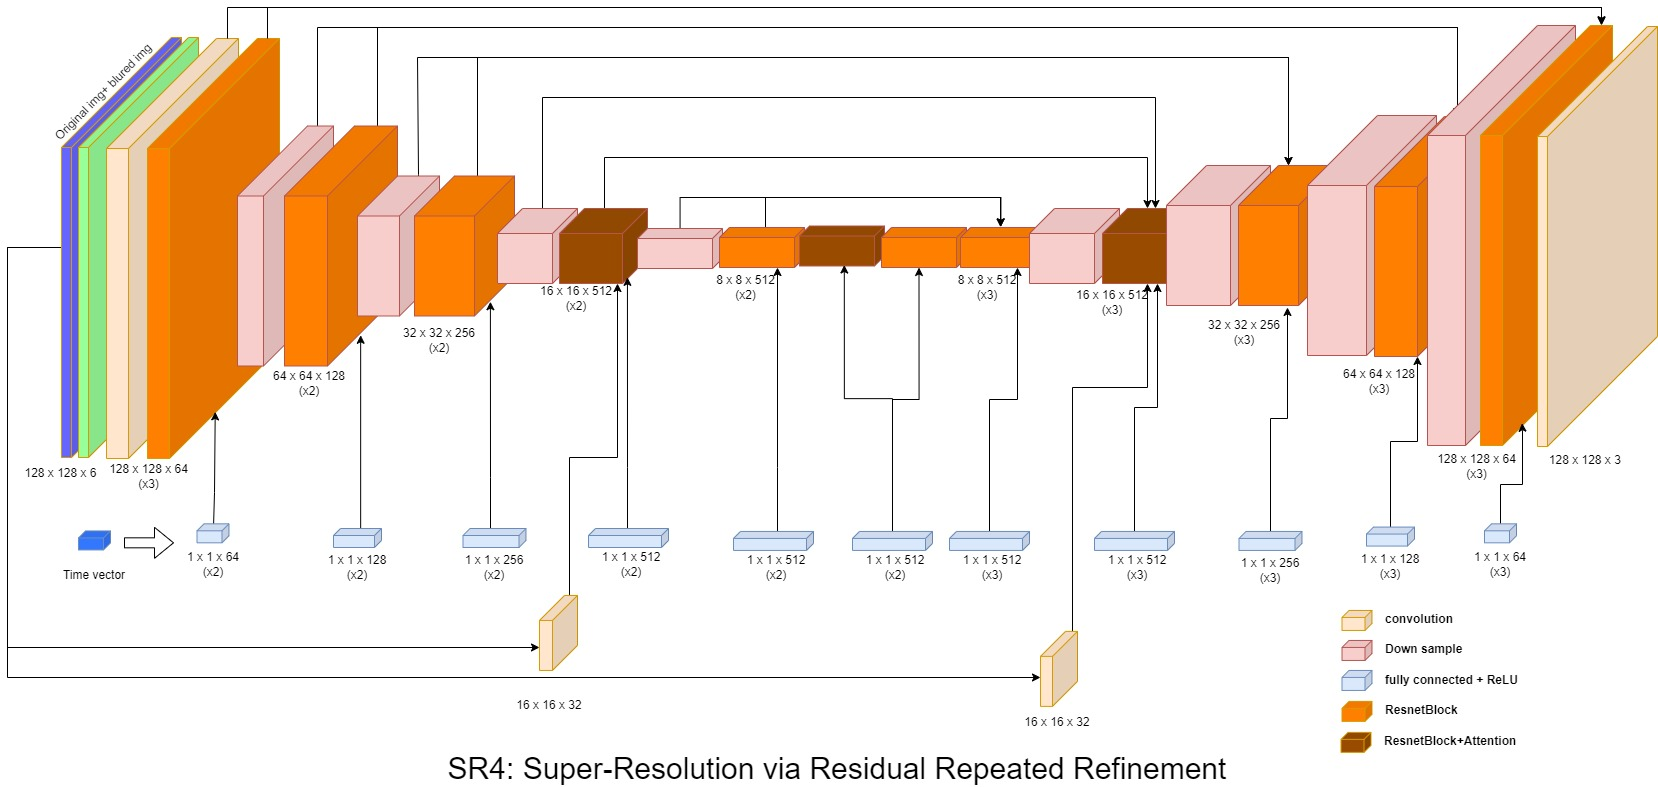 Original img+ blured img
128 x 128 x 6
128 x 128 x 64
(x3)
64 x 64 x 128
(x2)
32 x 32 x 256
(x2)
16 x 16 x 512
(x2)
8 x 8 x 512
(x2)
8 x 8 x 512
(x3)
16 x 16 x 512
(x3)
32 x 32 x 256
(x3)
64 x 64 x 128
(x3)
128 x 128 x 64
(x3)
128 x 128 x 3
Time vector
1 x 1 x 64
(x2)
1 x 1 x 128
(x2)
1 x 1 x 256
(x2)
1 x 1 x 512
(x2)
1 x 1 x 512
(x2)
1 x 1 x 512
(x2)
1 x 1 x 512
(x3)
1 x 1 x 512
(x3)
1 x 1 x 256
(x3)
1 x 1 x 128
(x3)
1 x 1 x 64
(x3)
16 x 16 x 32
16 x 16 x 32
convolution
Down sample
fully connected + ReLU
ResnetBlock
ResnetBlock+Attention
SR4: Super-Resolution via Residual Repeated Refinement